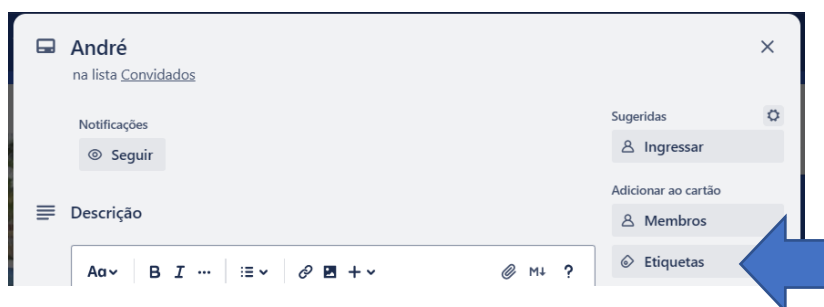 André
na lista Convidados
Notificações
Seguir
Sugeridas
Ingressar
Adicionar ao cartão
Membros
Etiquetas
Descrição
Aa B I ... M↓ ?